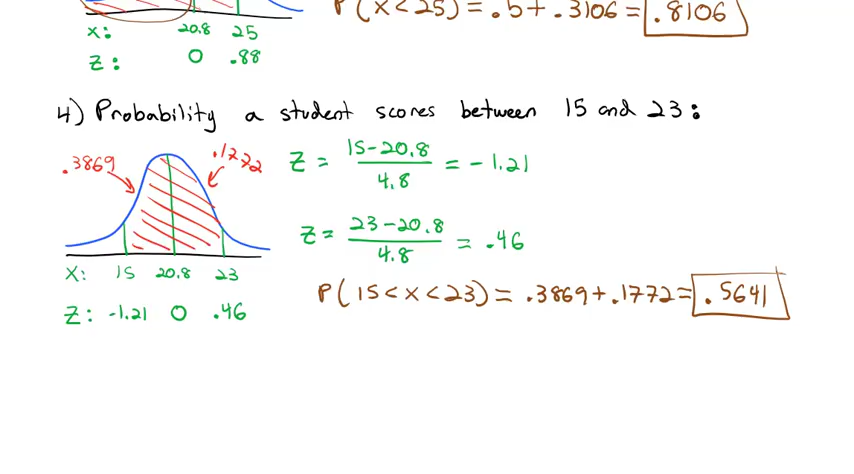 P(X<25) = .5 + .3106 = .8106
X: 20.8 25
Z: 0 .88
4) Probability a student scores between 15 and 23:
.3869 .1772
Z = 15-20.8 / 4.8 = -1.21
Z = 23-20.8 / 4.8 = .46
X: 15 20.8 23
P(15<X<23) = .3869+.1772 = .5641
Z: -1.21 0 .46